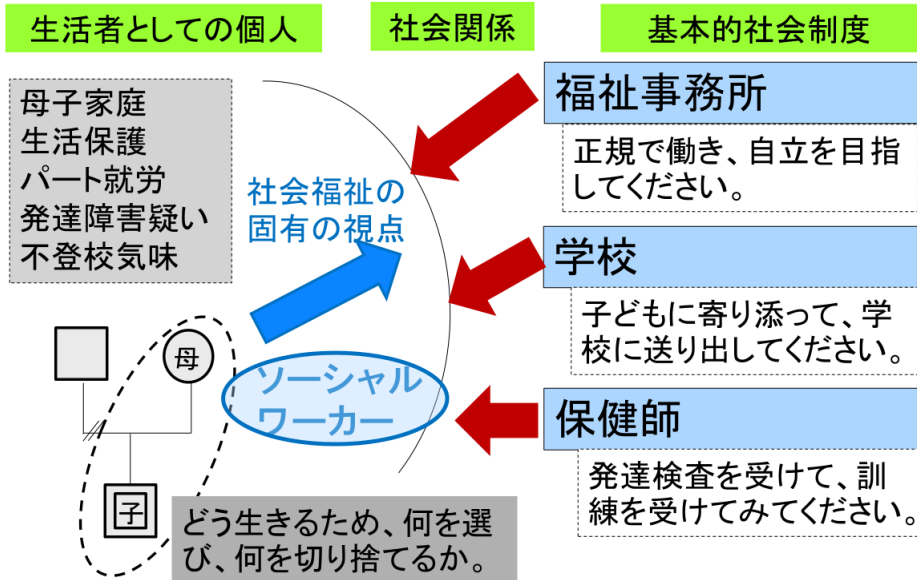 生活者としての個人
社会関係
基本的社会制度
母子家庭
生活保護
パート就労
発達障害疑い
不登校気味
社会福祉の
固有の視点
福祉事務所
正規で働き、自立を目指
してください。
学校
子どもに寄り添って、学
校に送り出してください。
母
ソーシャル
ワーカー
保健師
発達検査を受けて、訓
練を受けてみてください。
子
どう生きるため、何を選
び、何を切り捨てるか。